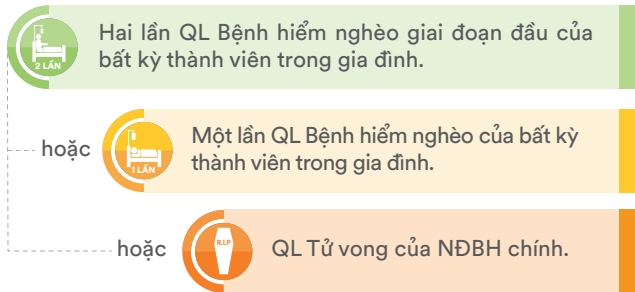 Hai lần QL Bệnh hiểm nghèo giai đoạn đầu của
bất kỳ thành viên trong gia đình.
2 LẦN
hoặc
Một lần QL Bệnh hiểm nghèo của bất kỳ
thành viên trong gia đình.
1 LẦN
hoặc
R.I.P
QL Tử vong của NĐBH chính.